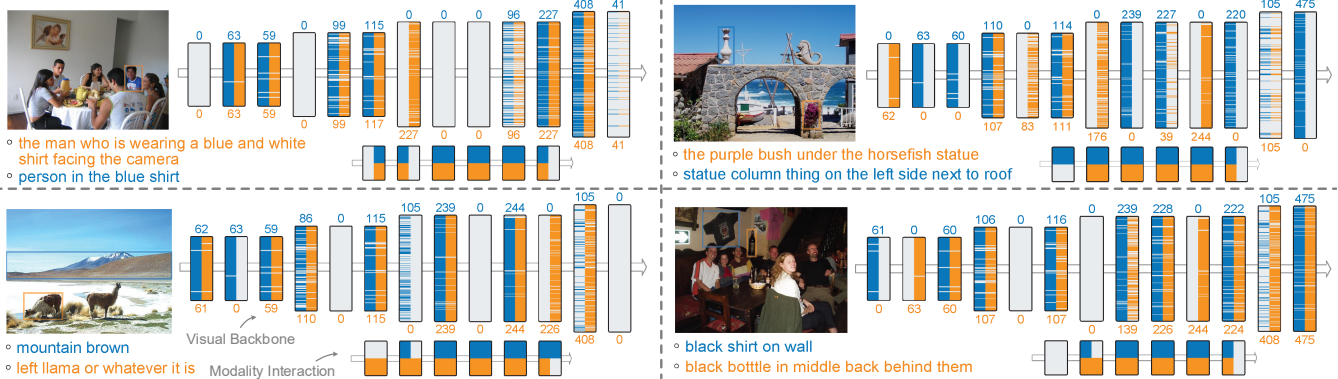 0 63 59 0 99 115 0 0 0 96 227 408 41
0 63 59 0 99 117 227 0 0 96 227 408 41
the man who is wearing a blue and white
shirt facing the camera
person in the blue shirt
0 63 60 110 0 114 0 239 227 0 220 105 475
62 0 0 107 83 111 176 0 39 244 0 105 0
the purple bush under the horsefish statue
statue column thing on the left side next to roof
62 63 59 86 0 115 105 239 0 244 0 105 0
61 0 59 110 0 115 0 239 0 244 226 408 0
Visual Backbone
mountain brown
left llama or whatever it is
Modality Interaction
61 0 60 106 0 116 0 239 228 0 222 105 475
0 63 60 107 0 107 0 139 226 244 224 408 475
black shirt on wall
black botttle in middle back behind them